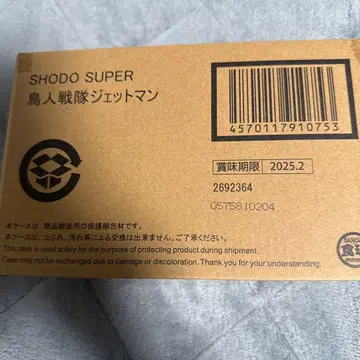 SHODO SUPER
鳥人戦隊ジェットマン
4570117910753
賞味期限 2025.2
2692364
0575810204
本ケースは、商品輸送用の保護梱包材です。
本ケースは、つぶれ、汚れ等による交換は出来ません。ご了承ください。
This case is used solely for the purpose of protecting product during shipment.
Case may not be exchanged due to damage or discoloration. Thank you for your understanding.